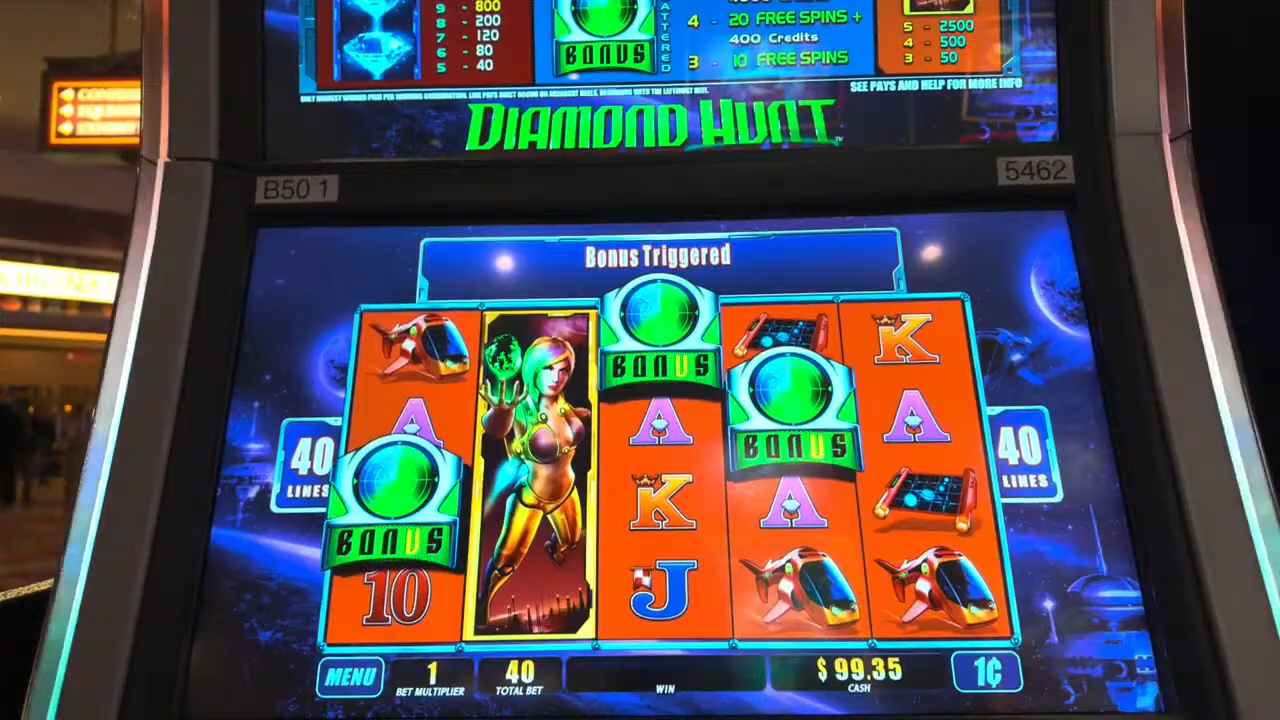 9 - 800
8 - 200
7 - 120
6 - 80
5 - 40
BONUS
4 - 20 FREE SPINS +
400 Credits
3 - 10 FREE SPINS
5 - 2500
4 - 500
3 - 50
SEE PAYS AND HELP FOR MORE INFO
DIAMOND HUNT
B50 1
5462
Bonus Triggered
BONUS
K
A
A
A
40
LINES
BONUS
BONUS
40
LINES
K
A
10
J
MENU
1
BET MULTIPLIER
40
TOTAL BET
WIN
$ 99.35
CASH
1¢